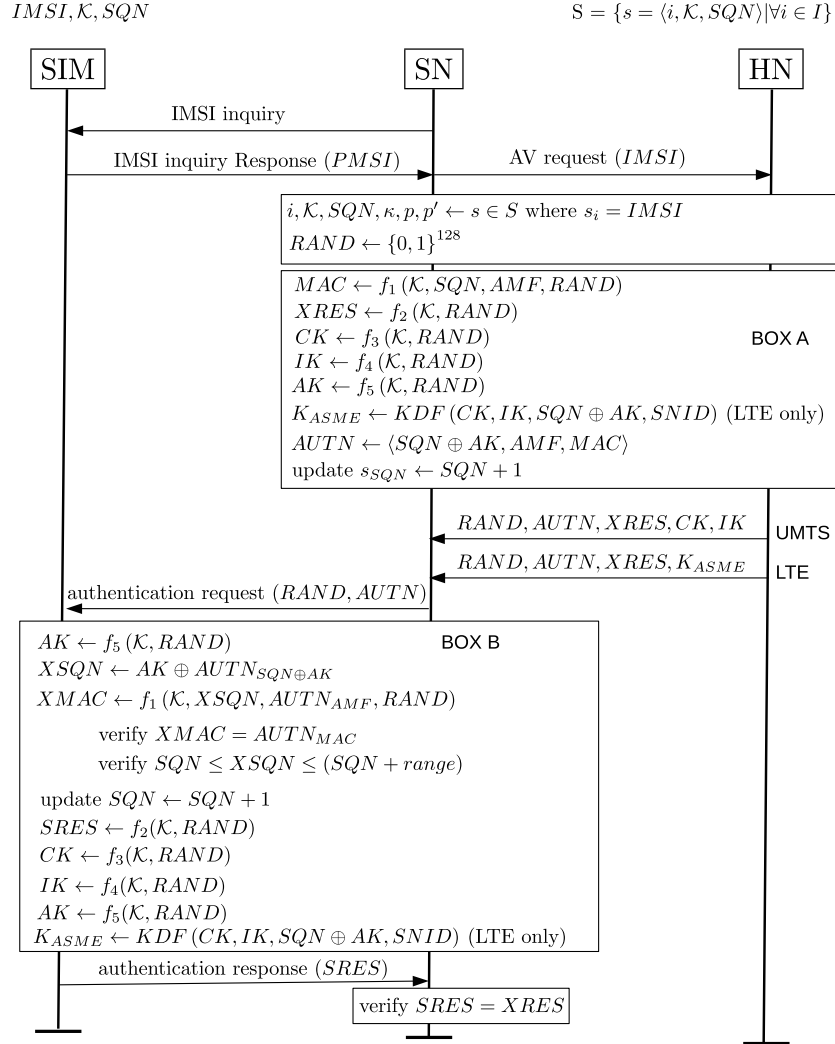 IMSI, 𝒦, SQN
S = {s = ⟨i, 𝒦, SQN⟩|∀i ∈ I}
SIM
SN
HN
IMSI inquiry
IMSI inquiry Response (PMSI)
AV request (IMSI)
i, 𝒦, SQN, κ, p, p′ ← s ∈ S where s_i = IMSI
RAND ← {0, 1}^128
MAC ← f_1 (𝒦, SQN, AMF, RAND)
XRES ← f_2 (𝒦, RAND)
CK ← f_3 (𝒦, RAND)
BOX A
IK ← f_4 (𝒦, RAND)
AK ← f_5 (𝒦, RAND)
K_ASME ← KDF (CK, IK, SQN ⊕ AK, SNID) (LTE only)
AUTN ← ⟨SQN ⊕ AK, AMF, MAC⟩
update s_SQN ← SQN + 1
RAND, AUTN, XRES, CK, IK
UMTS
RAND, AUTN, XRES, K_ASME
LTE
authentication request (RAND, AUTN)
AK ← f_5 (𝒦, RAND)
BOX B
XSQN ← AK ⊕ AUTN_SQN⊕AK
XMAC ← f_1 (𝒦, XSQN, AUTN_AMF, RAND)
verify XMAC = AUTN_MAC
verify SQN ≤ XSQN ≤ (SQN + range)
update SQN ← SQN + 1
SRES ← f_2(𝒦, RAND)
CK ← f_3(𝒦, RAND)
IK ← f_4(𝒦, RAND)
AK ← f_5(𝒦, RAND)
K_ASME ← KDF (CK, IK, SQN ⊕ AK, SNID) (LTE only)
authentication response (SRES)
verify SRES = XRES